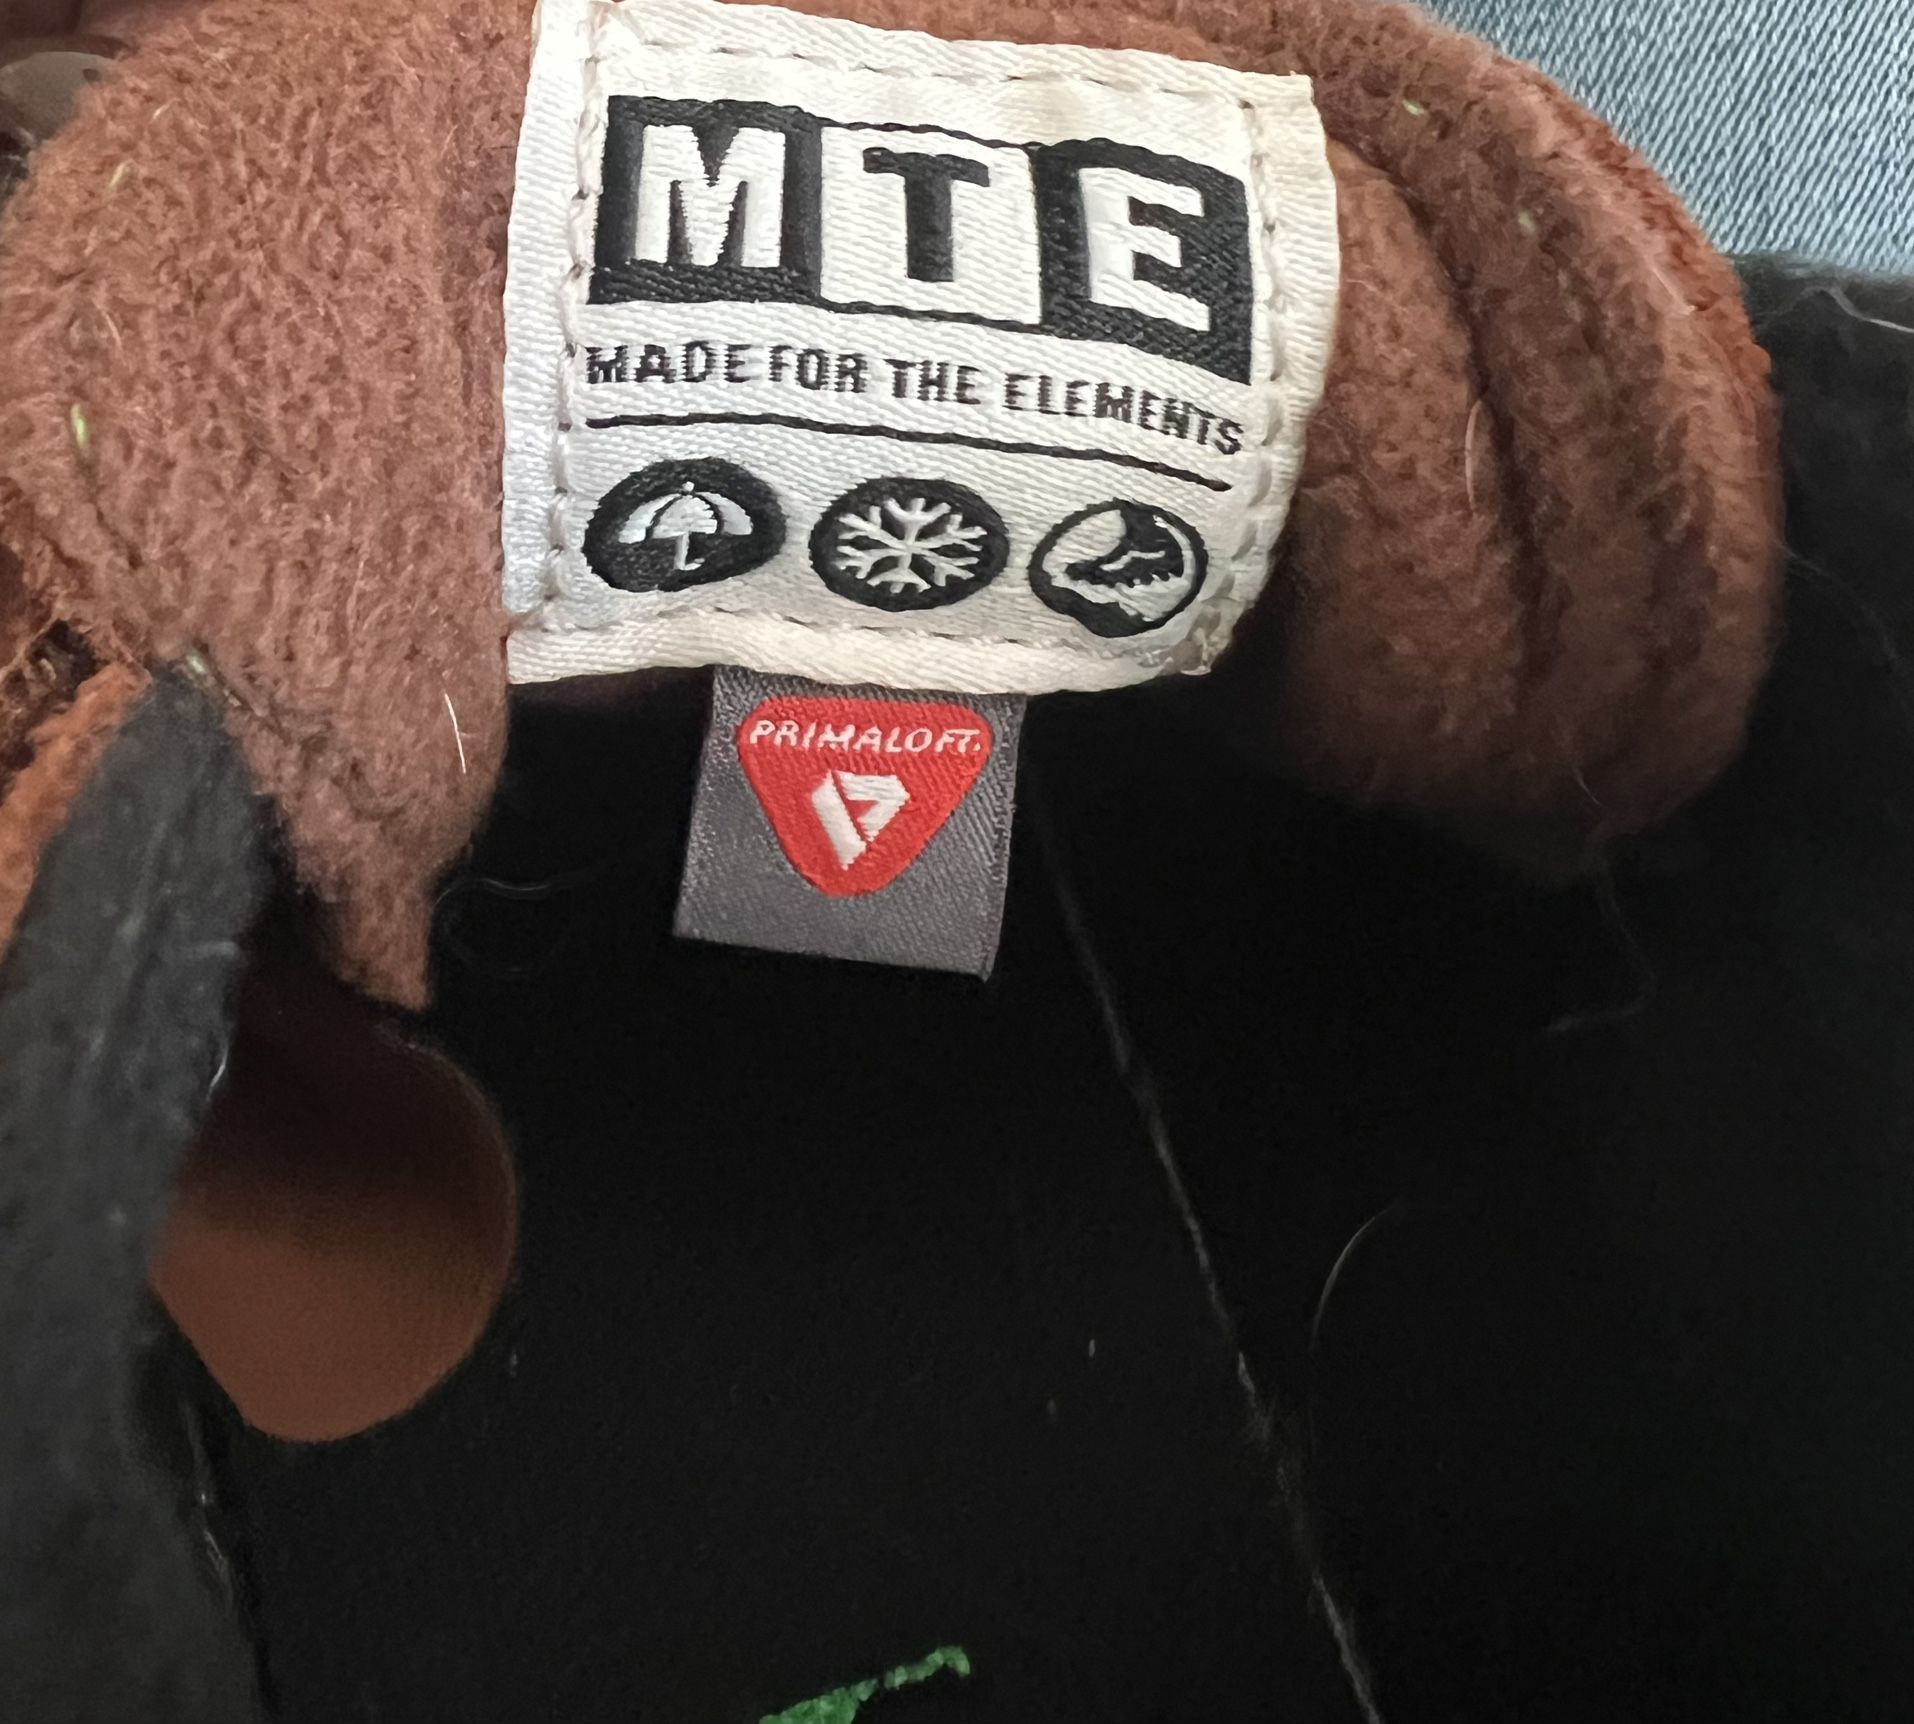 MTE
MADE FOR THE ELEMENTS
PRIMALOFT.